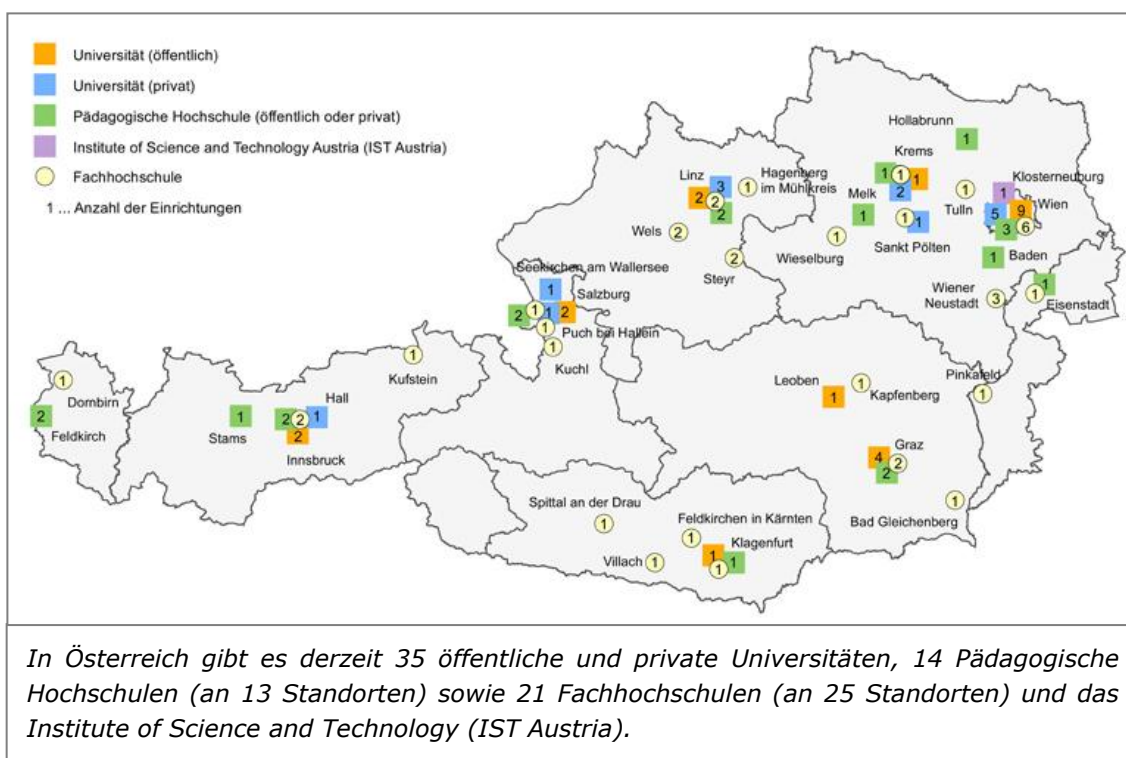 Universität (öffentlich)
Universität (privat)
Pädagogische Hochschule (öffentlich oder privat)
Institute of Science and Technology Austria (IST Austria)
Fachhochschule
1 ... Anzahl der Einrichtungen
Hollabrunn
1
Krems
1
1
1
2
Klosterneuburg
1
Wien
5
9
3
6
Tulln
1
Melk
1
Sankt Pölten
1
1
Wieselburg
1
Baden
1
Wiener
Neustadt
3
Eisenstadt
1
1
Linz
3
2
2
2
Hagenberg
im Mühlkreis
1
Wels
1
Steyr
2
Seekirchen am Wallersee
1
Salzburg
2
1
1
2
Puch bei Hallein
1
Kuchl
1
Kufstein
1
Hall
1
2
2
2
Innsbruck
Stams
1
Dornbirn
1
Feldkirch
2
Leoben
1
Kapfenberg
1
Pinkafeld
1
Graz
4
2
2
Bad Gleichenberg
1
Spittal an der Drau
1
Feldkirchen in Kärnten
1
Klagenfurt
1
1
1
Villach
1
In Österreich gibt es derzeit 35 öffentliche und private Universitäten, 14 Pädagogische
Hochschulen (an 13 Standorten) sowie 21 Fachhochschulen (an 25 Standorten) und das
Institute of Science and Technology (IST Austria).